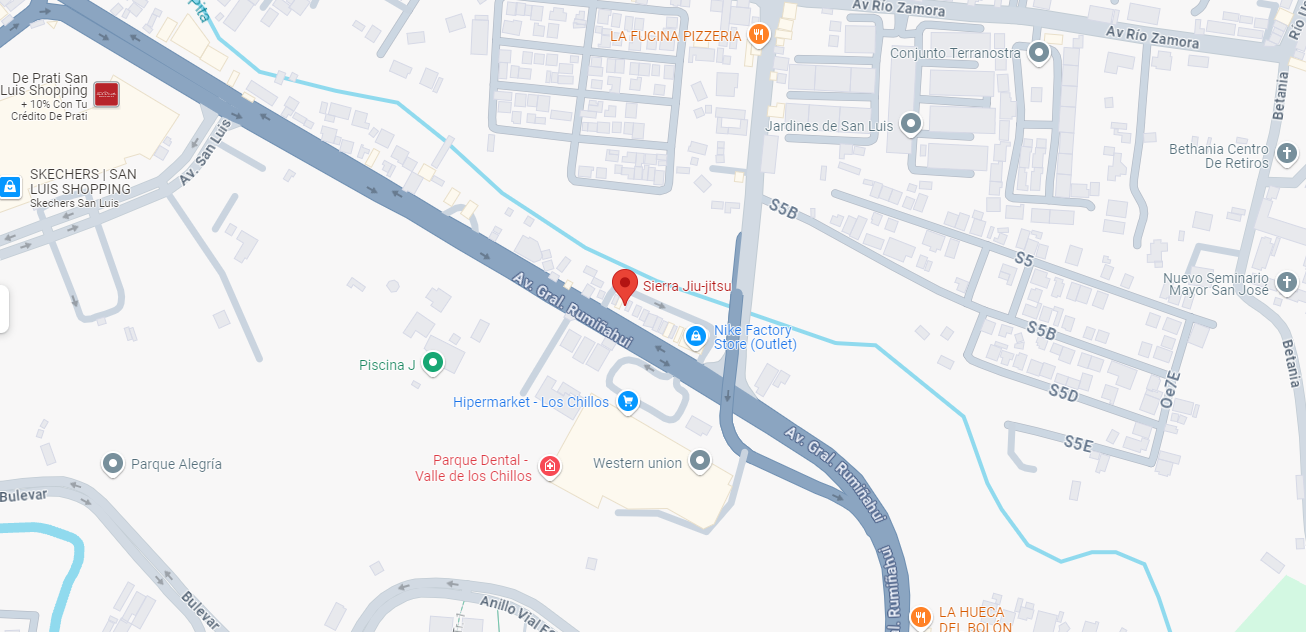 Pita
LA FUCINA PIZZERIA
Av Río Zamora
Av Río Zamora
Conjunto Terranostra
De Prati San
Luis Shopping
+ 10% Con Tu
Crédito De Prati
Betania
Jardines de San Luis
Av. San Luis
Bethania Centro
De Retiros
SKECHERS | SAN
LUIS SHOPPING
Skechers San Luis
S5B
S5
Sierra Jiu-jitsu
Nuevo Seminario
Mayor San José
Av. Gral. Rumiñahui
Nike Factory
Store (Outlet)
S5B
Piscina J
Betania
Hipermarket - Los Chillos
S5D
Oe7E
Av. Gral. Rumiñahui
S5E
Parque Alegría
Parque Dental -
Valle de los Chillos
Western union
Bulevar
Bulevar
Anillo Vial
Rumiñahui
LA HUECA
DEL BOLÓN